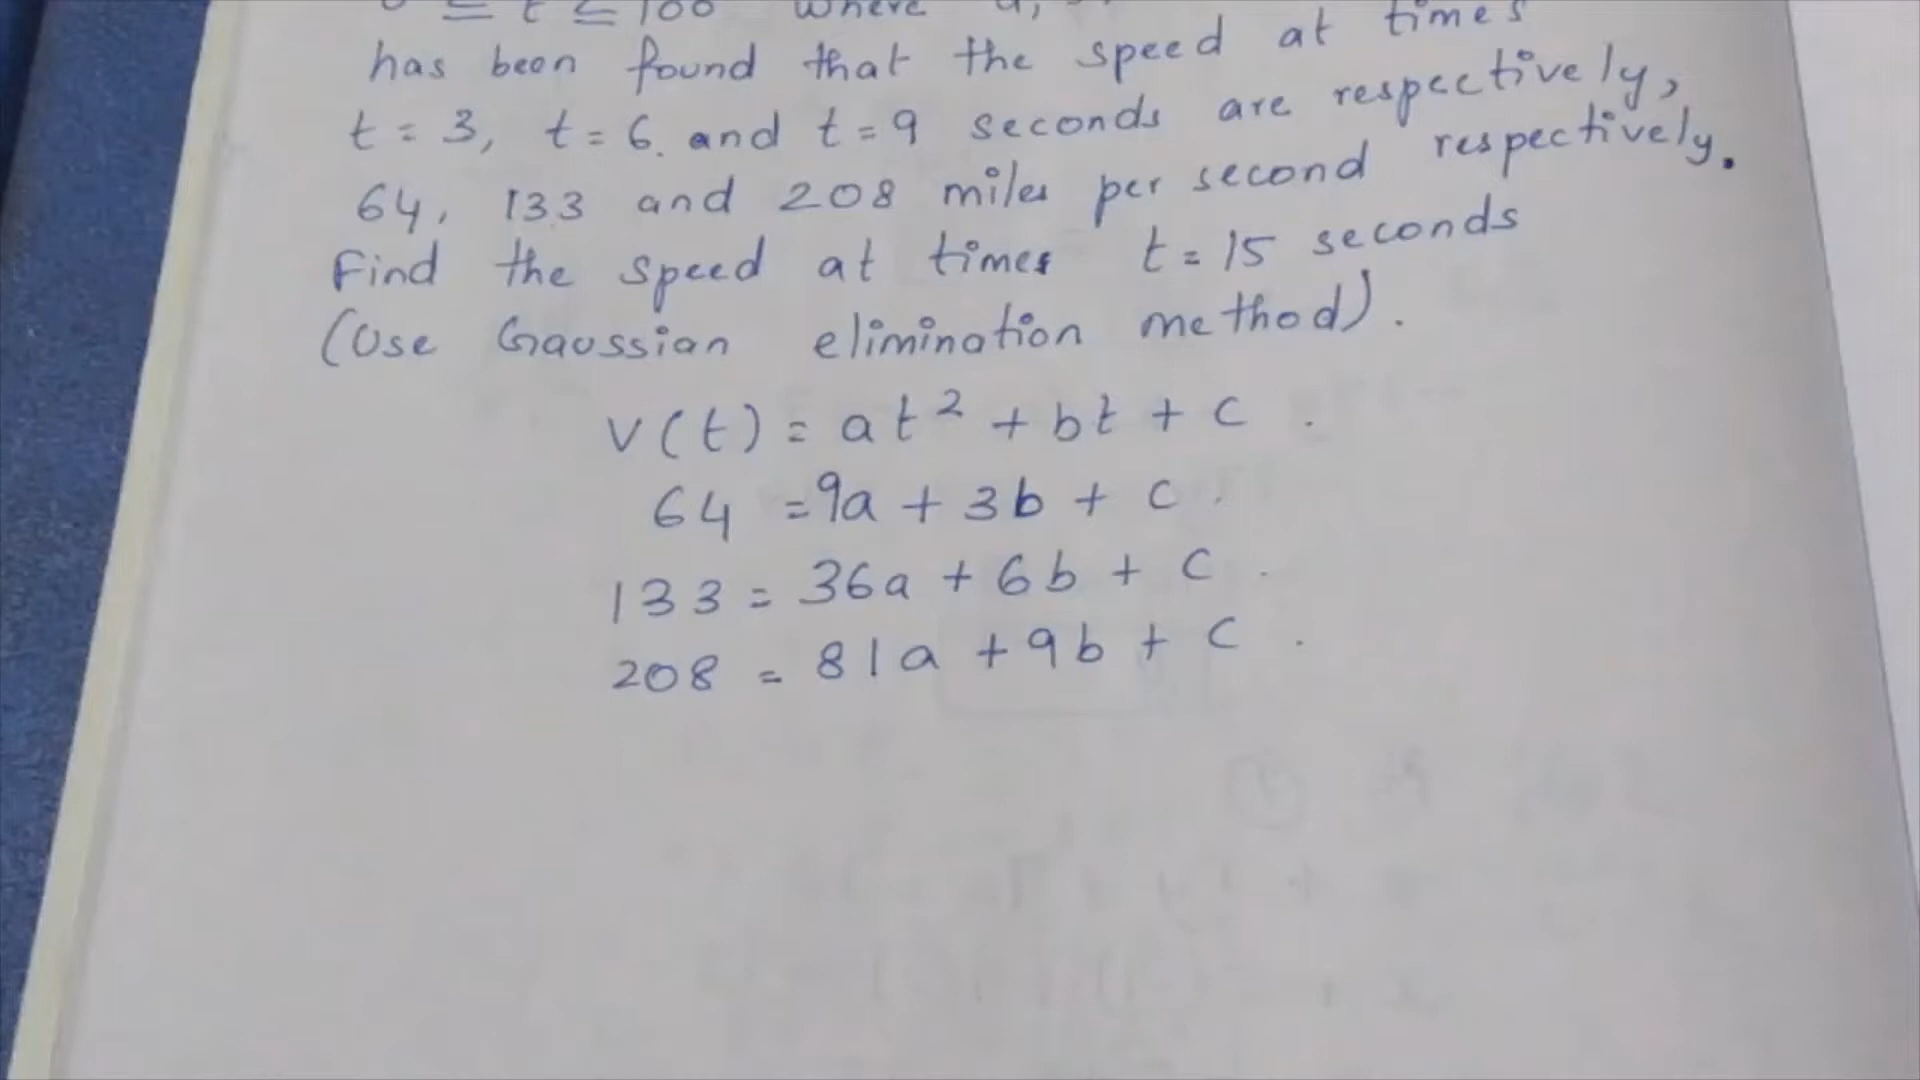 ≤ t ≤ 100 where
has been found that the speed at times
t = 3, t = 6. and t = 9 seconds are respectively,
64, 133 and 208 miles per second respectively.
Find the speed at times t = 15 seconds
(Use Gaussian elimination method).
v(t) = at² + bt + c .
64 = 9a + 3b + c .
133 = 36a + 6b + c .
208 = 81a + 9b + c .